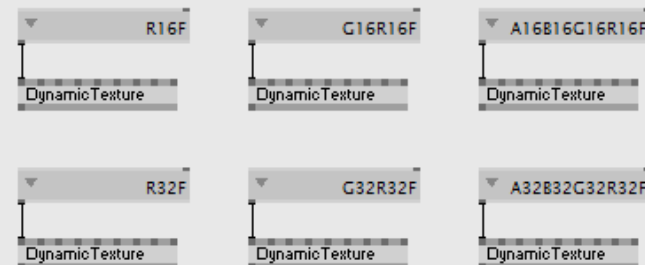 R16F G16R16F A16B16G16R16F
DynamicTexture DynamicTexture DynamicTexture
R32F G32R32F A32B32G32R32F
DynamicTexture DynamicTexture DynamicTexture